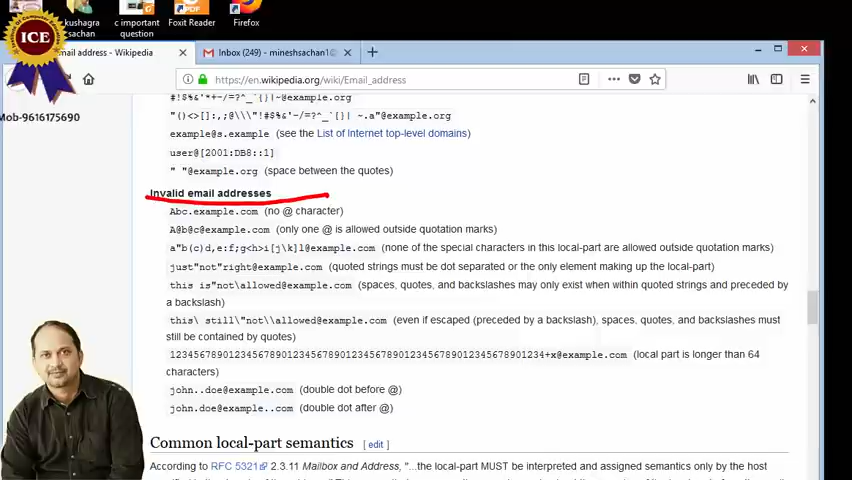 kushagra sachan
c important question
Foxit Reader
Firefox
ICE
email address - Wikipedia
Inbox (249) - mineshsachan1@
https://en.wikipedia.org/wiki/Email_address
Mob-9616175690
#!$%&'*+-/=?^_`{}|~@example.org
"()<>[]:,;@\\\"!#$%&'-/=?^_`{}| ~.a"@example.org
example@s.example (see the List of Internet top-level domains)
user@[2001:DB8::1]
" "@example.org (space between the quotes)
Invalid email addresses
Abc.example.com (no @ character)
A@b@c@example.com (only one @ is allowed outside quotation marks)
a"b(c)d,e:f;g<h>i[j\k]l@example.com (none of the special characters in this local-part are allowed outside quotation marks)
just"not"right@example.com (quoted strings must be dot separated or the only element making up the local-part)
this is"not\allowed@example.com (spaces, quotes, and backslashes may only exist when within quoted strings and preceded by
a backslash)
this\ still\"not\\allowed@example.com (even if escaped (preceded by a backslash), spaces, quotes, and backslashes must
still be contained by quotes)
1234567890123456789012345678901234567890123456789012345678901234+x@example.com (local part is longer than 64
characters)
john..doe@example.com (double dot before @)
john.doe@example..com (double dot after @)
Common local-part semantics [ edit ]
According to RFC 5321 2.3.11 Mailbox and Address, "...the local-part MUST be interpreted and assigned semantics only by the host